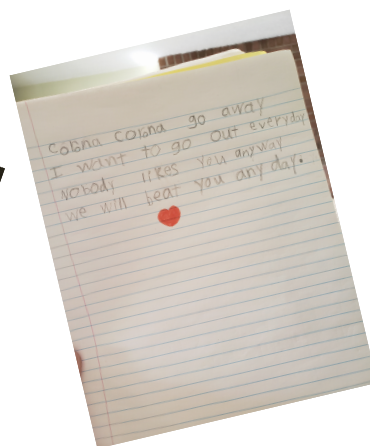 Corona Corona go away
I want to go out everyday
Nobody likes you anyway
we will beat you any day.